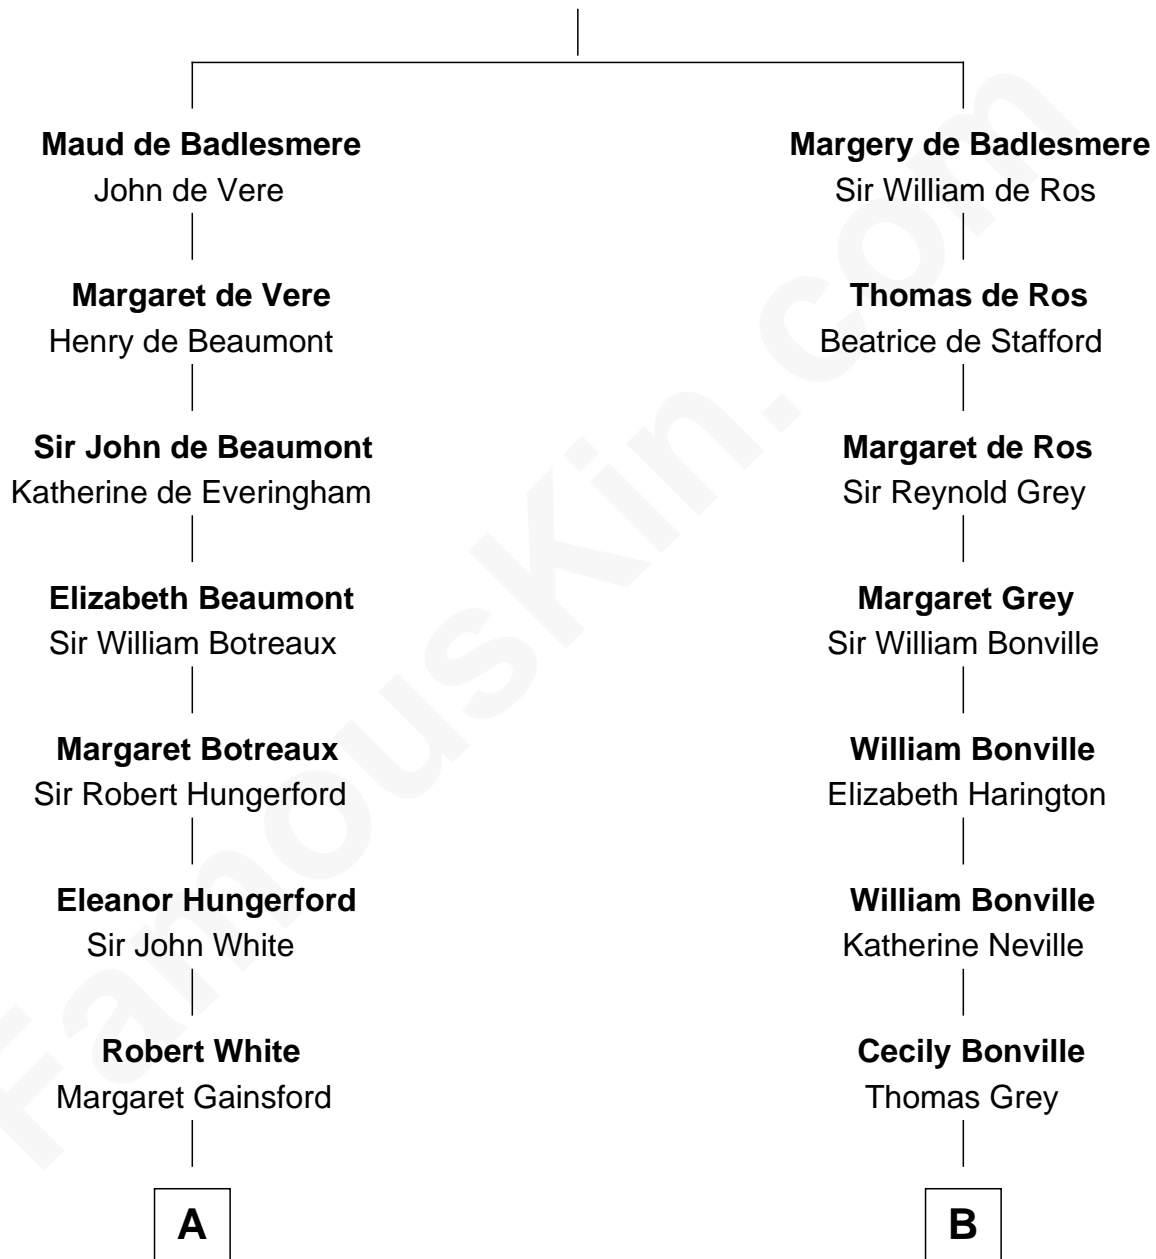 Maud de Badlesmere
John de Vere
Margaret de Vere
Henry de Beaumont
Sir John de Beaumont
Katherine de Everingham
Elizabeth Beaumont
Sir William Botreaux
Margaret Botreaux
Sir Robert Hungerford
Eleanor Hungerford
Sir John White
Robert White
Margaret Gainsford
A
Margery de Badlesmere
Sir William de Ros
Thomas de Ros
Beatrice de Stafford
Margaret de Ros
Sir Reynold Grey
Margaret Grey
Sir William Bonville
William Bonville
Elizabeth Harington
William Bonville
Katherine Neville
Cecily Bonville
Thomas Grey
B
FamousKin.com